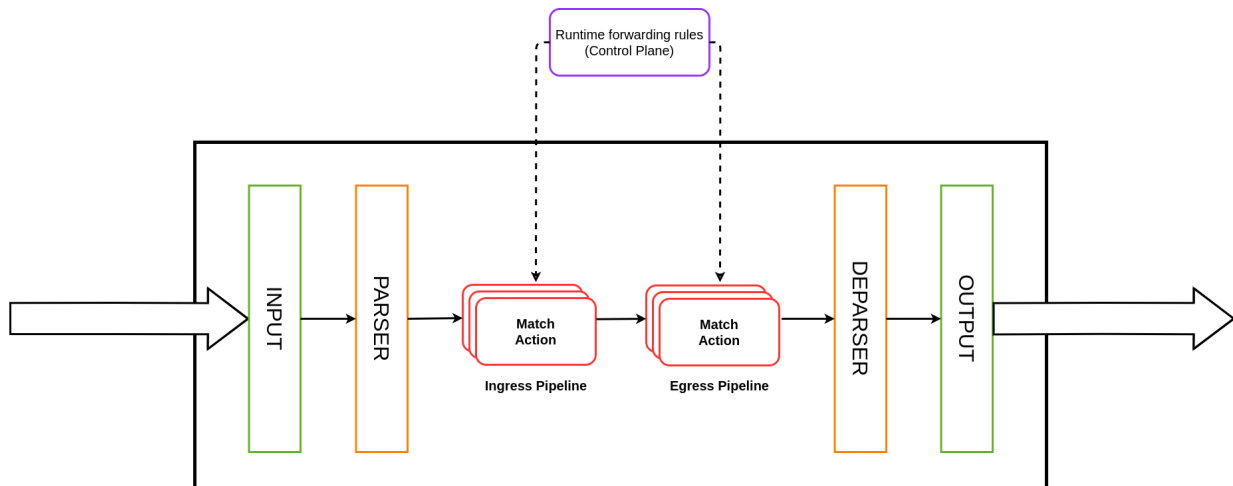 Runtime forwarding rules
(Control Plane)
INPUT
PARSER
Match
Action
Ingress Pipeline
Match
Action
Egress Pipeline
DEPARSER
OUTPUT